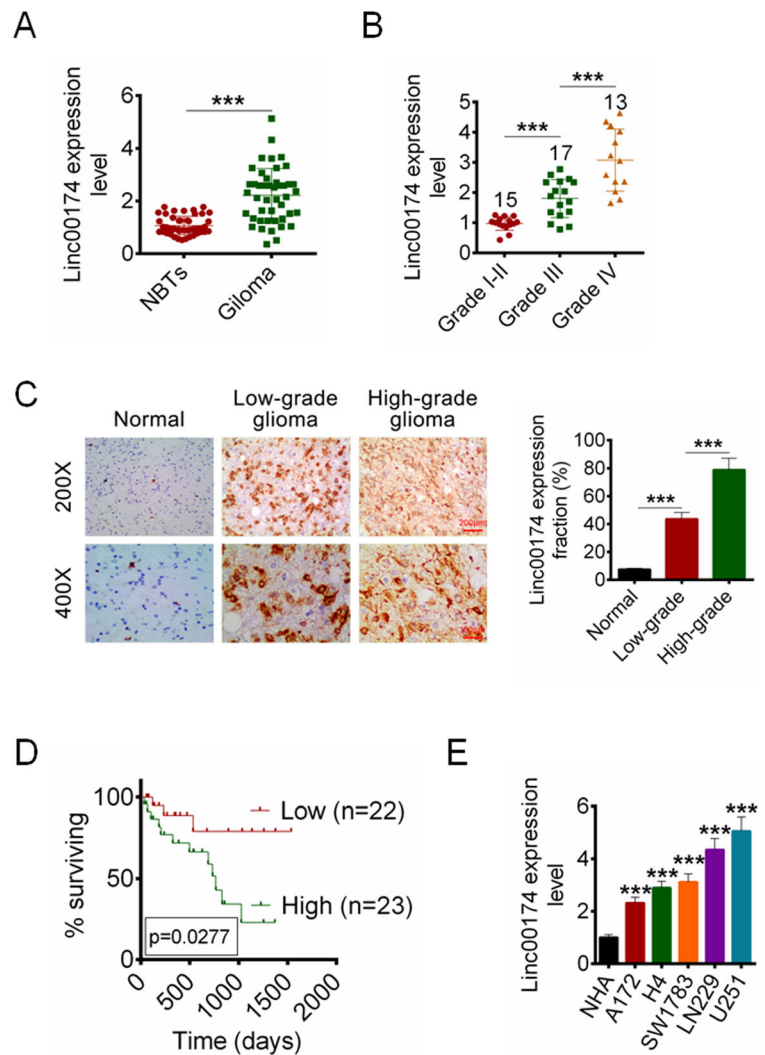 A
Linc00174 expression
level
6
4
2
0
***
NBTs
Giloma
B
Linc00174 expression
level
5
4
3
2
1
0
***
***
15
17
13
Grade I-II
Grade III
Grade IV
C
Normal
Low-grade
glioma
High-grade
glioma
200X
400X
200μm
Linc00174 expression
fraction (%)
100
80
60
40
20
0
***
***
Normal
Low-grade
High-grade
D
% surviving
100
50
0
Low (n=22)
High (n=23)
p=0.0277
0
500
1000
1500
2000
Time (days)
E
Linc00174 expression
level
6
4
2
0
***
***
***
***
***
NHA
A172
H4
SW1783
LN229
U251